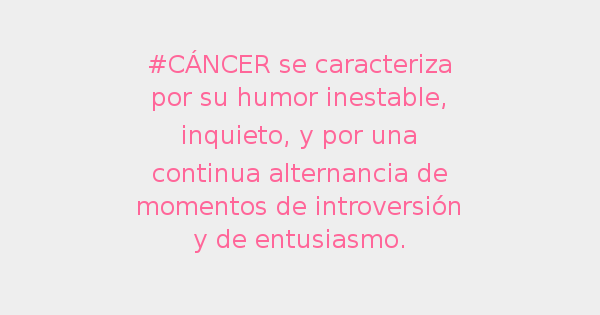 #CÁNCER se caracteriza
por su humor inestable,
inquieto, y por una
continua alternancia de
momentos de introversión
y de entusiasmo.